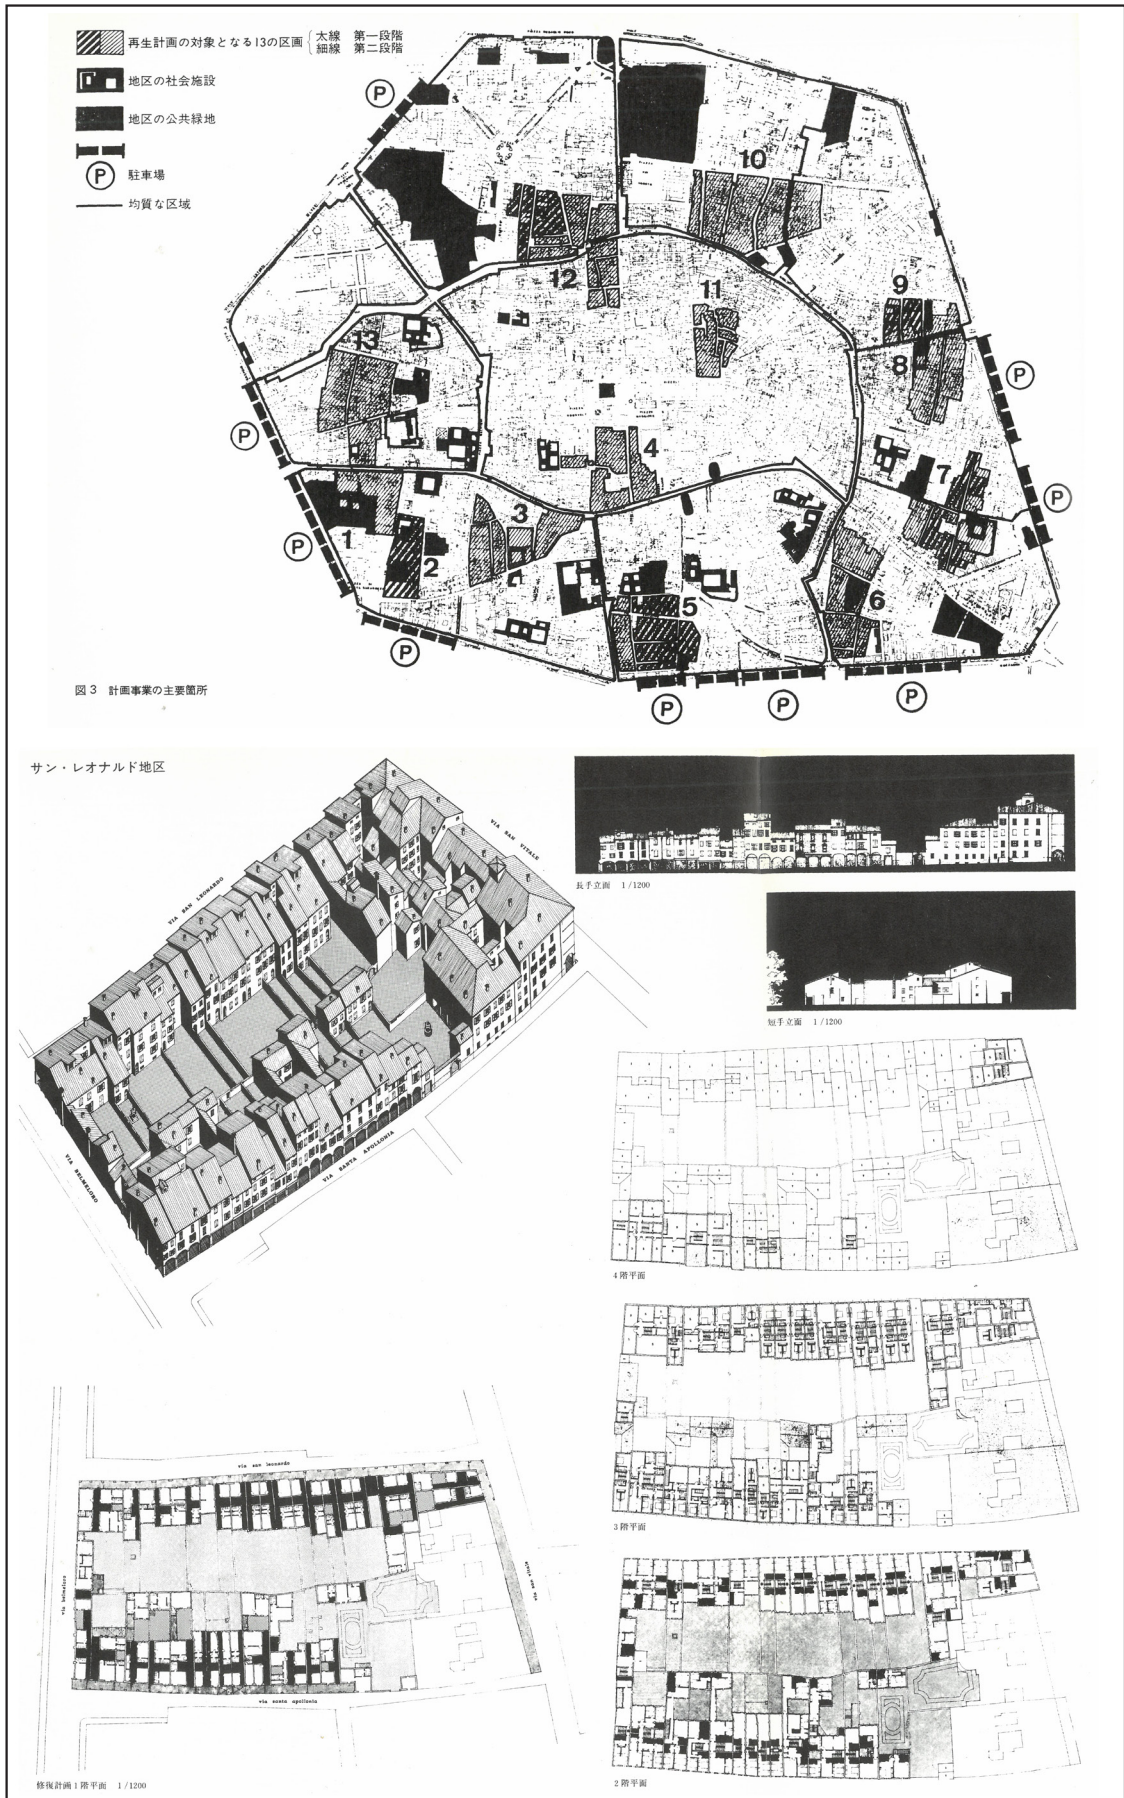 再生計画の対象となる13の区画 太線 第一段階
細線 第二段階
地区の社会施設
地区の公共緑地
P 駐車場
均質な区域
P
10
9
11
12
8
13
P
P
4
7
P
3
1
P
2
5
6
P
P
P
P
図3 計画事業の主要箇所
サン・レオナルド地区
VIA SAN VITALE
VIA SAN LEONARDO
VIA BELMELORO
VIA SANTA APOLLONIA
長手立面 1/1200
短手立面 1/1200
4階平面
3階平面
via san leonardo
via belmeloro
via san vitale
via santa apollonia
修復計画1階平面 1/1200
2階平面